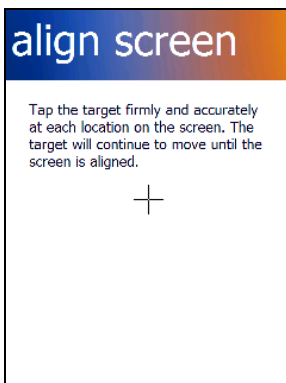 align screen
Tap the target firmly and accurately
at each location on the screen. The
target will continue to move until the
screen is aligned.